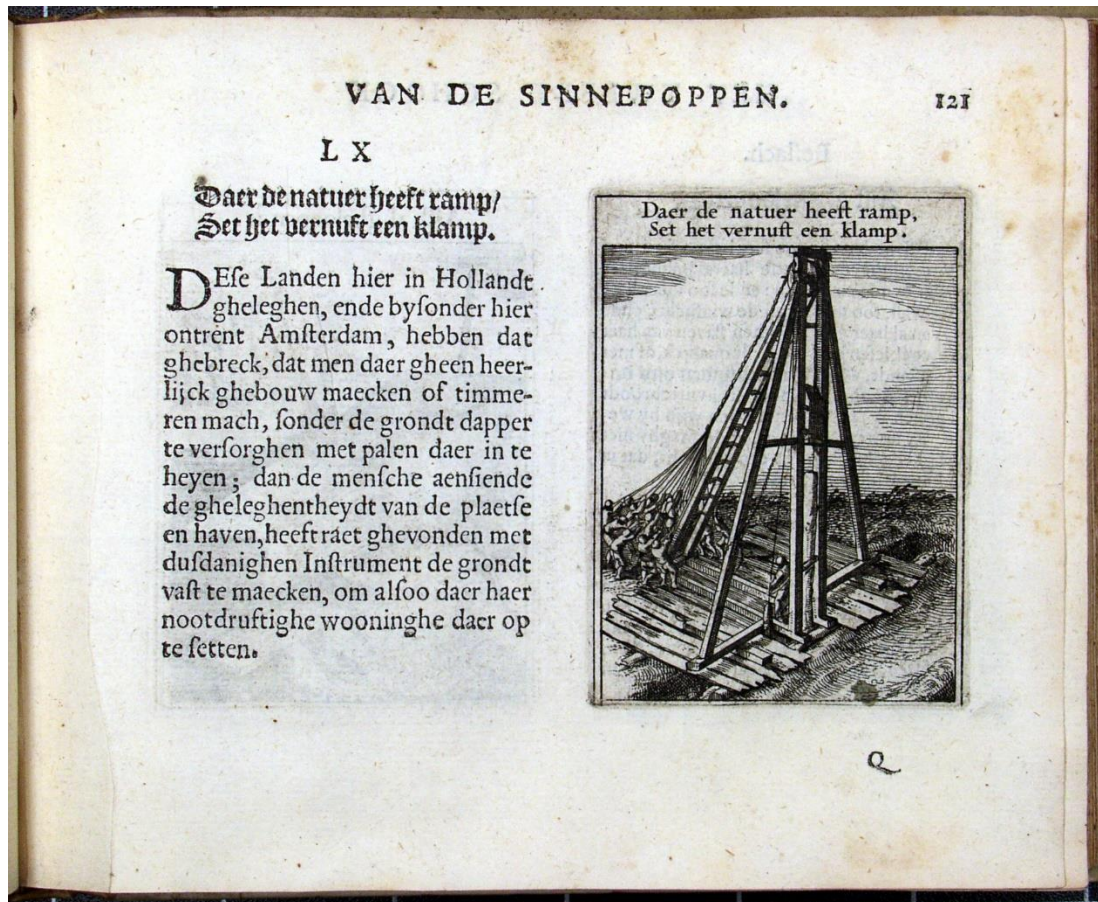 VAN DE SINNEPOPPEN. 121
LX
Daer de natuer heeft ramp/
Set het vernuft een klamp.
DEſe Landen hier in Hollandt
gheleghen, ende byſonder hier
ontrent Amſterdam, hebben dat
ghebreck, dat men daer gheen heer-
lijck ghebouw maecken of timme-
ren mach, ſonder de grondt dapper
te verſorghen met palen daer in te
heyen; dan de menſche aenſiende
de gheleghentheydt van de plaetſe
en haven, heeft raet ghevonden met
duſdanighen Inſtrument de grondt
vaſt te maecken, om alſoo daer haer
nootdruftighe wooninghe daer op
te ſetten.
Daer de natuer heeft ramp,
Set het vernuft een klamp.
Q